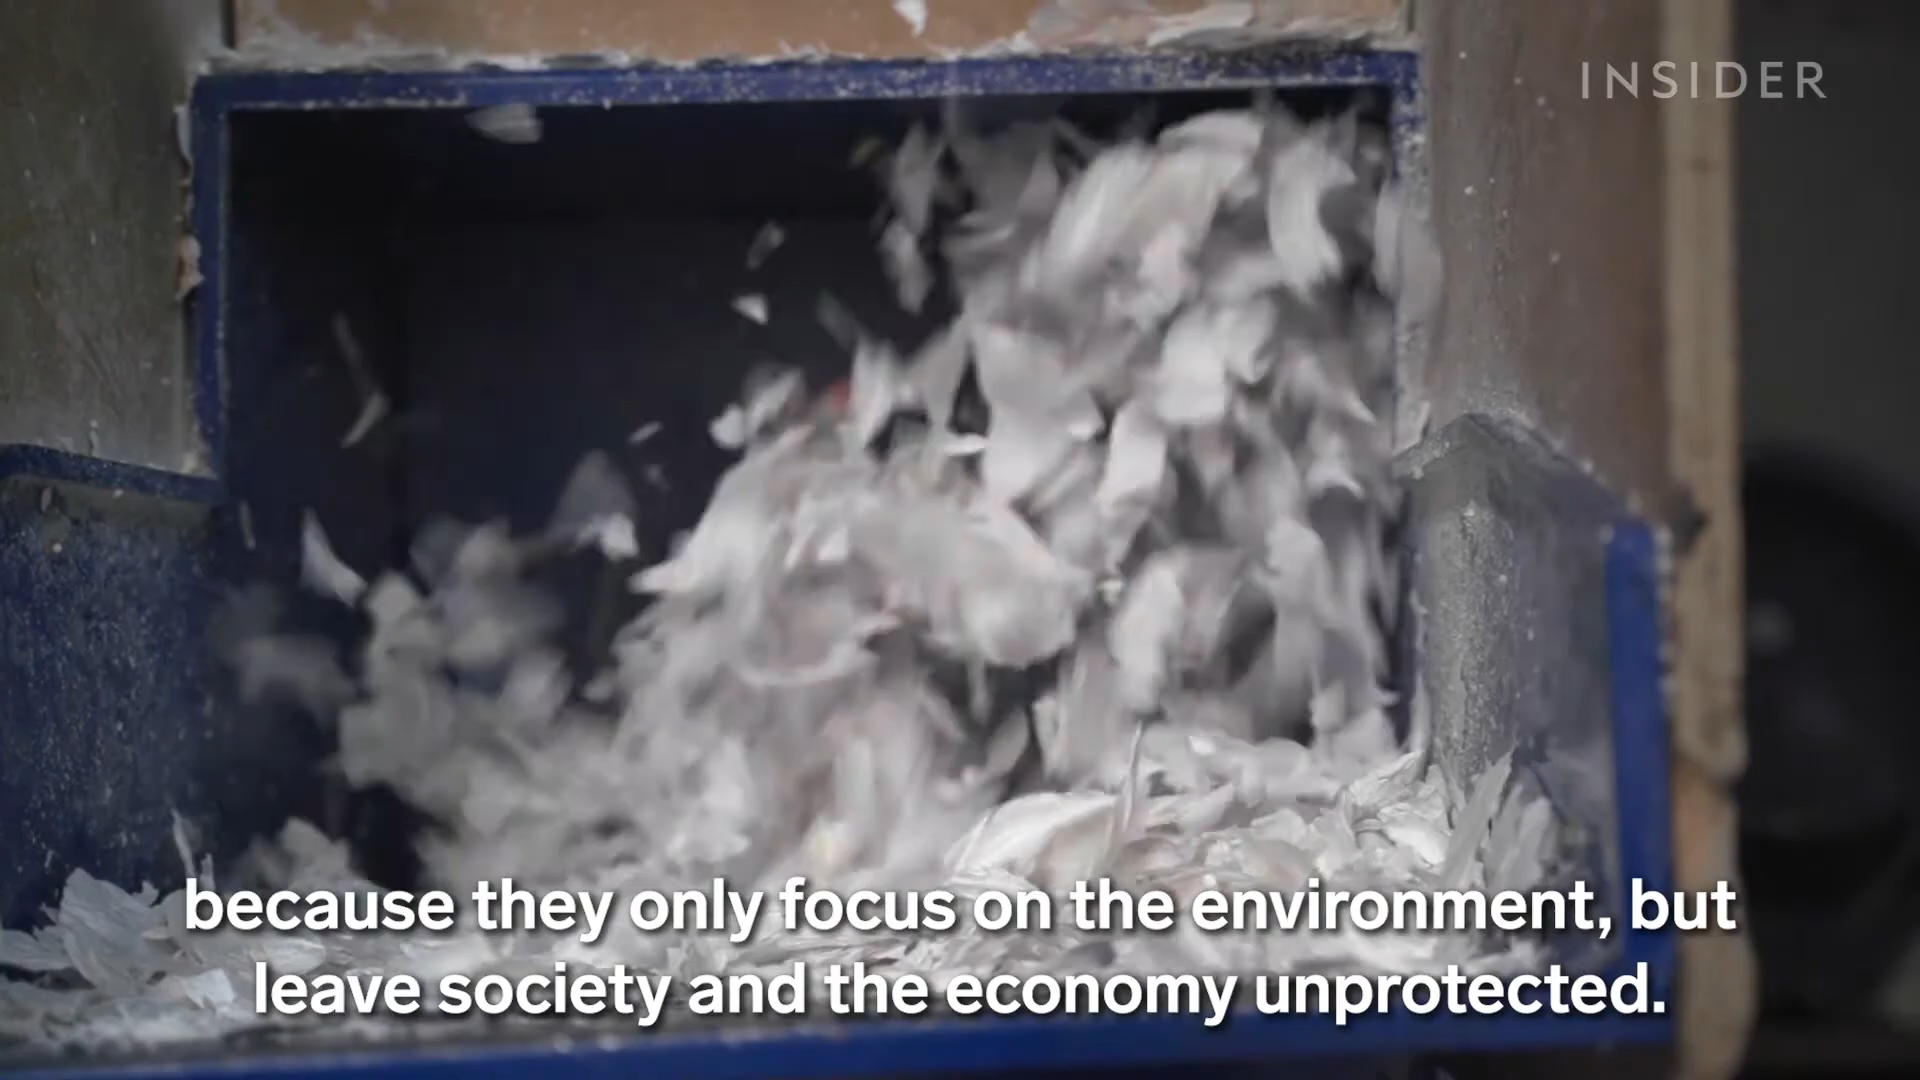 INSIDER
because they only focus on the environment, but
leave society and the economy unprotected.